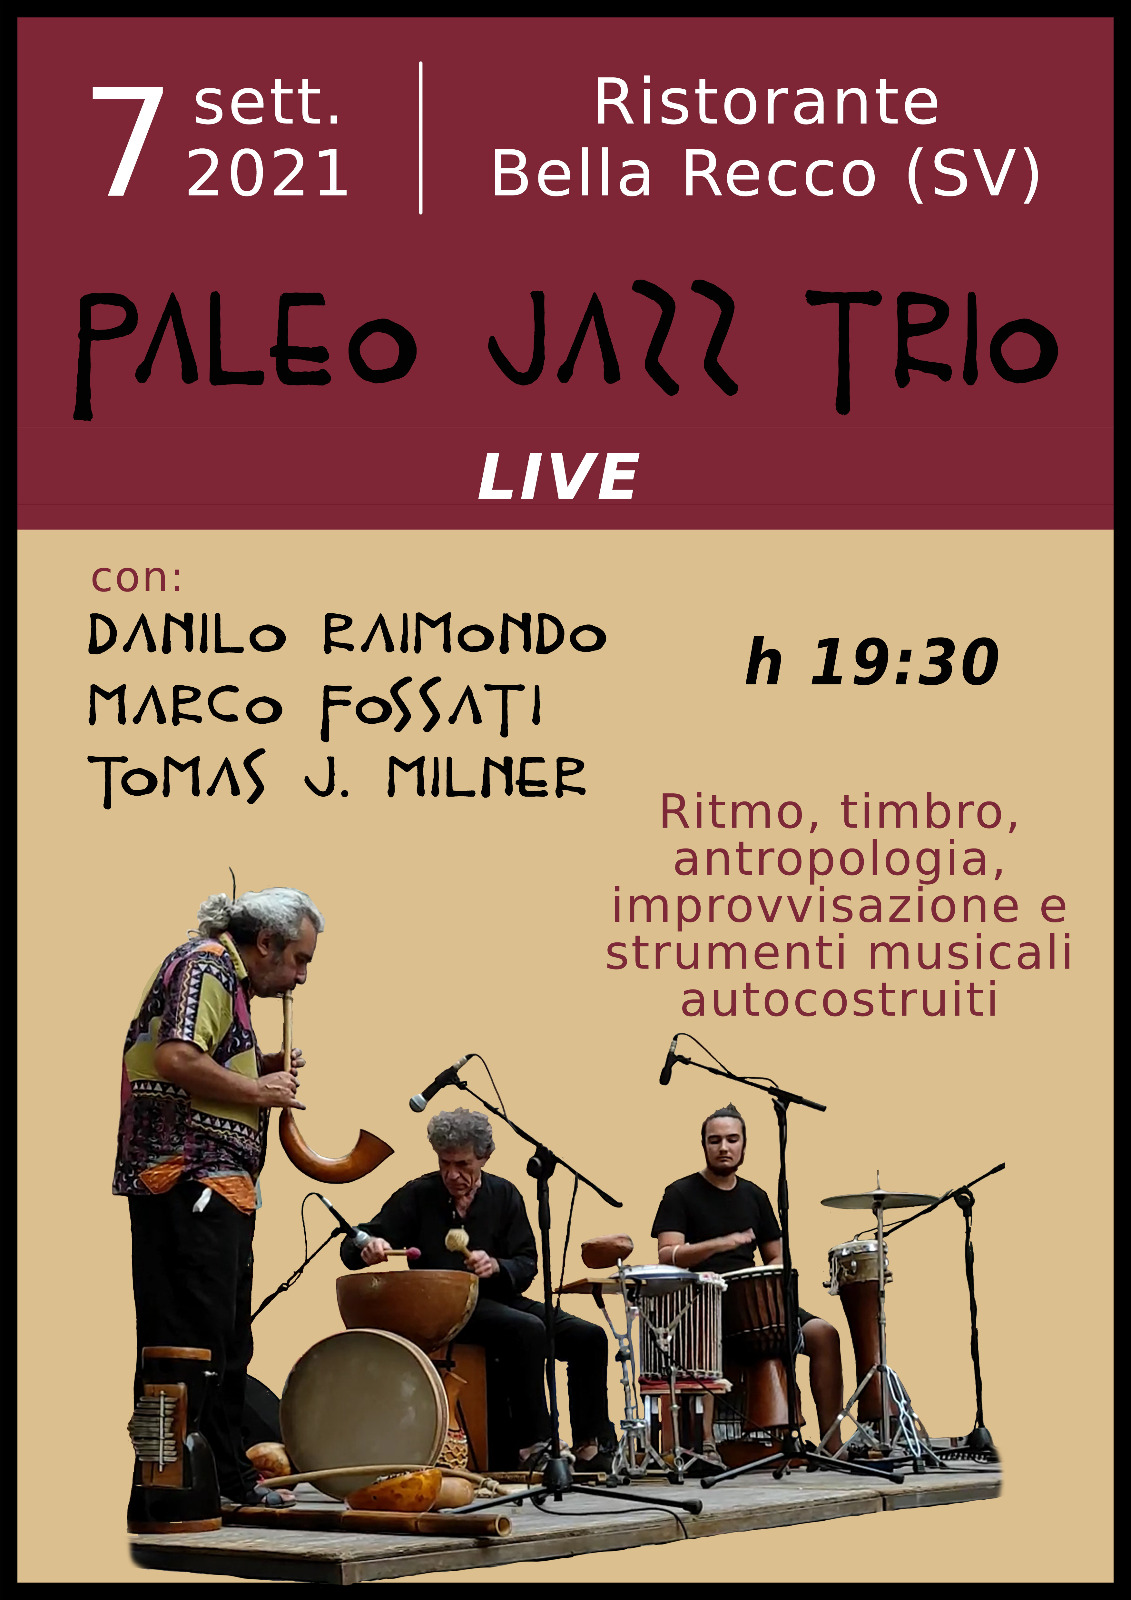 7 sett. 2021
Ristorante
Bella Recco (SV)
PALEO JAZZ TRIO
LIVE
con:
DANILO RAIMONDO
MARCO FOSSATI
TOMAS J. MILNER
h 19:30
Ritmo, timbro,
antropologia,
improvvisazione e
strumenti musicali
autocostruiti